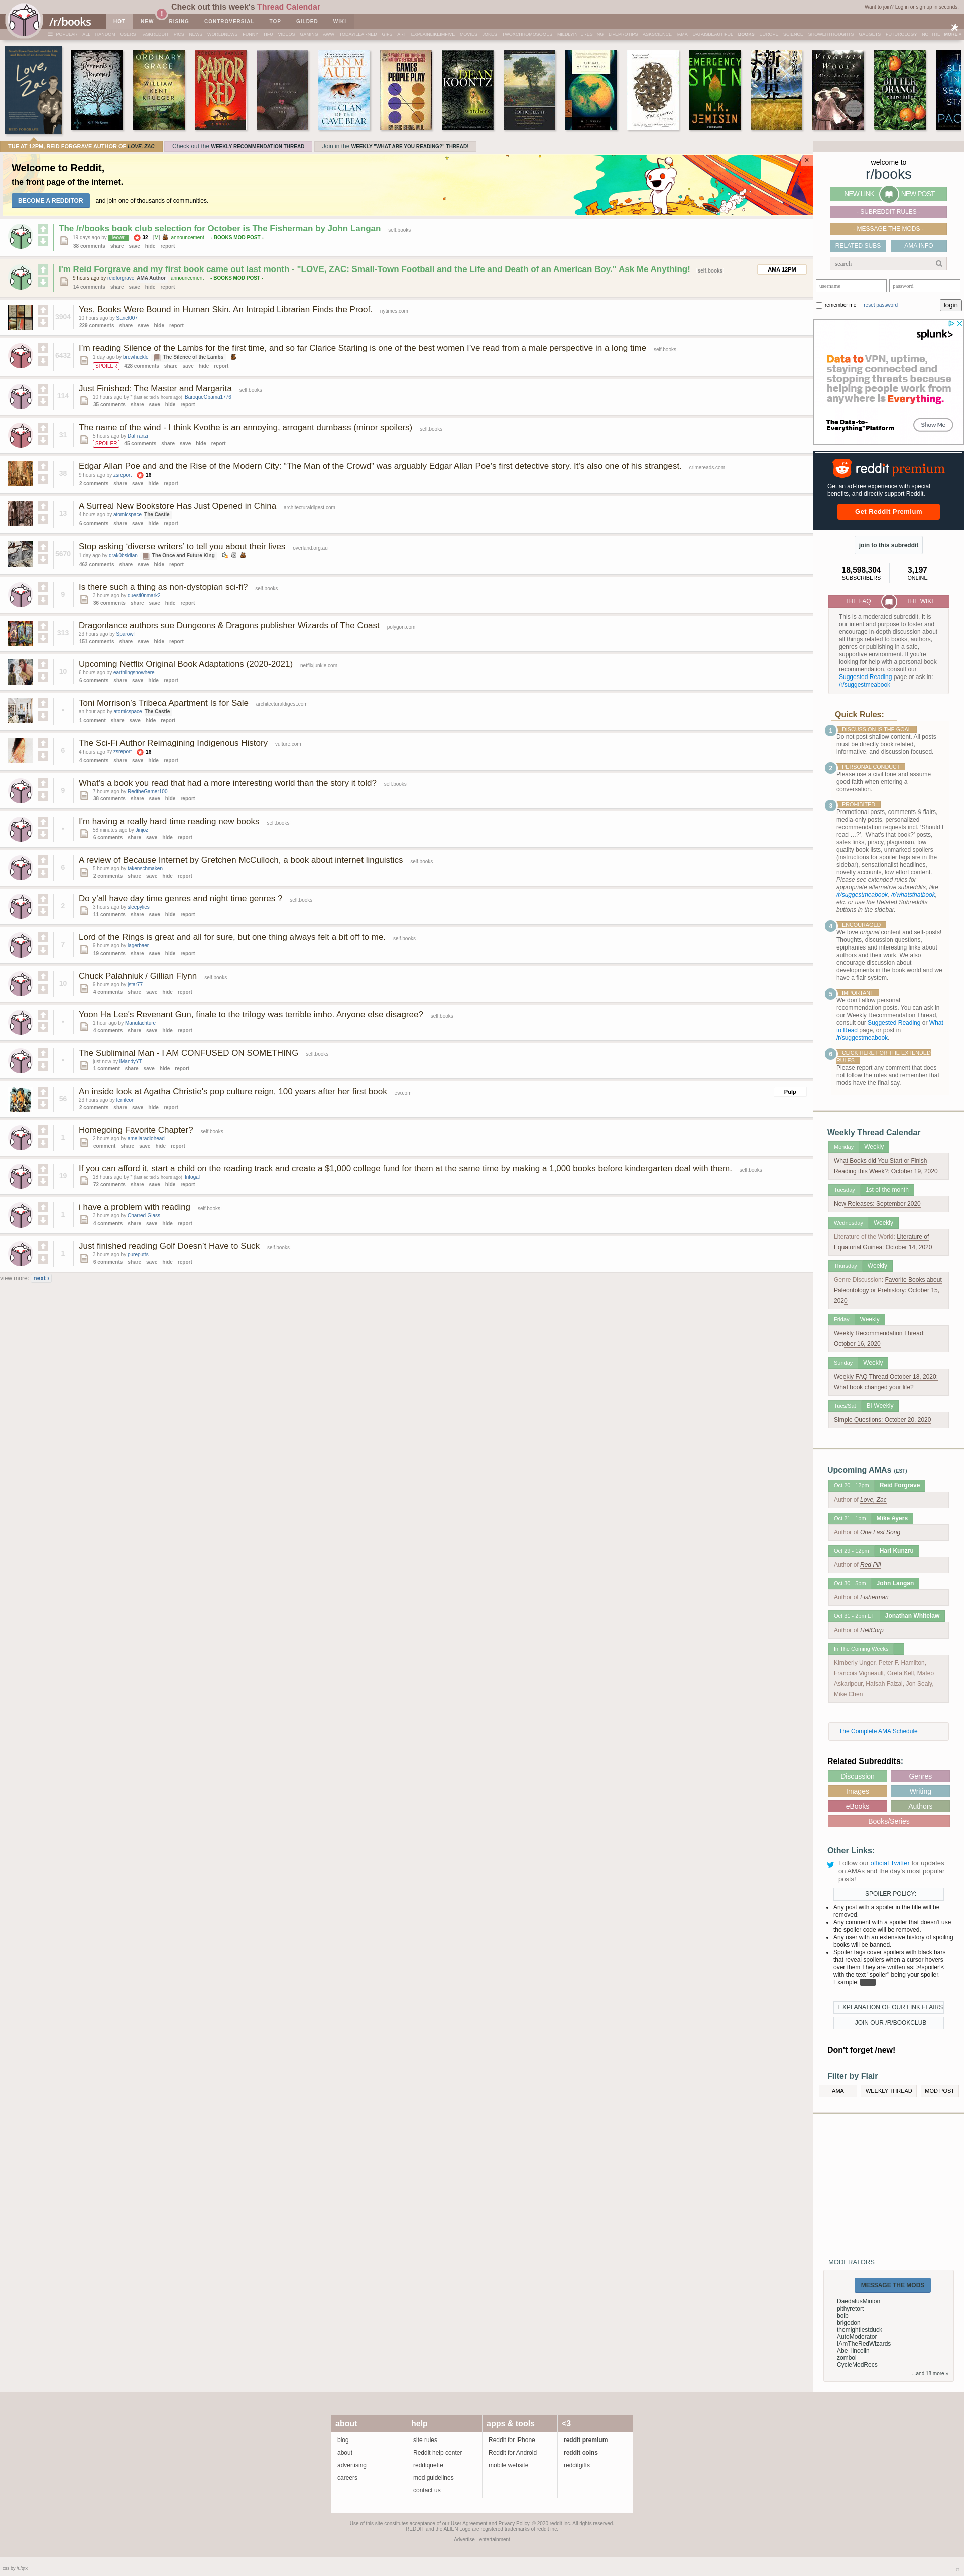 Check out this week's Thread Calendar
Want to join? Log in or sign up in seconds.
/r/books
HOT
NEW
RISING
CONTROVERSIAL
TOP
GILDED
WIKI
Love, Zac
ORDINARY GRACE
WILLIAM KENT KRUEGER
RAPTOR RED
JEAN M. AUEL
THE CLAN OF THE CAVE BEAR
GAMES PEOPLE PLAY
ERIC BERNE, M.D.
DEAN KOONTZ
SOPHOCLES II
EMERGENCY SKIN
N.K. JEMISIN
VIRGINIA WOOLF
Mrs. Dalloway
BITTER ORANGE
TUE AT 12PM, REID FORGRAVE AUTHOR OF LOVE, ZAC
Check out the WEEKLY RECOMMENDATION THREAD
Join in the WEEKLY "WHAT ARE YOU READING?" THREAD!
Welcome to Reddit,
the front page of the internet.
BECOME A REDDITOR
and join one of thousands of communities.
The /r/books book club selection for October is The Fisherman by John Langan self.books
32 [M] announcement - BOOKS MOD POST -
38 comments share save hide report
I'm Reid Forgrave and my first book came out last month - "LOVE, ZAC: Small-Town Football and the Life and Death of an American Boy." Ask Me Anything! self.books
AMA 12PM
9 hours ago by reidforgrave AMA Author announcement - BOOKS MOD POST -
14 comments share save hide report
3904
Yes, Books Were Bound in Human Skin. An Intrepid Librarian Finds the Proof. nytimes.com
10 hours ago by Sariel007
229 comments share save hide report
6432
I'm reading Silence of the Lambs for the first time, and so far Clarice Starling is one of the best women I've read from a male perspective in a long time self.books
1 day ago by brewhuckle The Silence of the Lambs
SPOILER 428 comments share save hide report
114
Just Finished: The Master and Margarita self.books
10 hours ago by * (last edited 6 hours ago) BaroqueObama1776
35 comments share save hide report
31
The name of the wind - I think Kvothe is an annoying, arrogant dumbass (minor spoilers) self.books
5 hours ago by DaFranzl
SPOILER 45 comments share save hide report
38
Edgar Allan Poe and and the Rise of the Modern City: "The Man of the Crowd" was arguably Edgar Allan Poe's first detective story. It's also one of his strangest. crimereads.com
9 hours ago by zsreport 16
2 comments share save hide report
13
A Surreal New Bookstore Has Just Opened in China architecturaldigest.com
4 hours ago by atomicspace The Castle
6 comments share save hide report
5670
Stop asking 'diverse writers' to tell you about their lives overland.org.au
1 day ago by drak0bsidian The Once and Future King
462 comments share save hide report
9
Is there such a thing as non-dystopian sci-fi? self.books
3 hours ago by questi0nmark2
36 comments share save hide report
313
Dragonlance authors sue Dungeons & Dragons publisher Wizards of The Coast polygon.com
23 hours ago by Spaniwl
151 comments share save hide report
10
Upcoming Netflix Original Book Adaptations (2020-2021) netflixjunkie.com
6 hours ago by earthlingsnowhere
6 comments share save hide report
•
Toni Morrison's Tribeca Apartment Is for Sale architecturaldigest.com
an hour ago by atomicspace The Castle
1 comment share save hide report
6
The Sci-Fi Author Reimagining Indigenous History vulture.com
4 hours ago by zsreport 16
4 comments share save hide report
9
What's a book you read that had a more interesting world than the story it told? self.books
7 hours ago by RedtheGamer100
38 comments share save hide report
•
I'm having a really hard time reading new books self.books
58 minutes ago by Jinjoz
6 comments share save hide report
6
A review of Because Internet by Gretchen McCulloch, a book about internet linguistics self.books
5 hours ago by takenschmaken
2 comments share save hide report
2
Do y'all have day time genres and night time genres ? self.books
3 hours ago by sleepybes
11 comments share save hide report
7
Lord of the Rings is great and all for sure, but one thing always felt a bit off to me. self.books
9 hours ago by lagerbaer
19 comments share save hide report
10
Chuck Palahniuk / Gillian Flynn self.books
9 hours ago by jstar77
4 comments share save hide report
•
Yoon Ha Lee's Revenant Gun, finale to the trilogy was terrible imho. Anyone else disagree? self.books
1 hour ago by Manufachture
4 comments share save hide report
•
The Subliminal Man - I AM CONFUSED ON SOMETHING self.books
just now by iMandyYT
1 comment share save hide report
56
An inside look at Agatha Christie's pop culture reign, 100 years after her first book ew.com
Pulp
23 hours ago by fernleon
2 comments share save hide report
1
Homegoing Favorite Chapter? self.books
2 hours ago by ameliaradiohead
comment share save hide report
19
If you can afford it, start a child on the reading track and create a $1,000 college fund for them at the same time by making a 1,000 books before kindergarten deal with them. self.books
18 hours ago by * (last edited 2 hours ago) Infogal
72 comments share save hide report
1
i have a problem with reading self.books
3 hours ago by Charred-Glass
4 comments share save hide report
1
Just finished reading Golf Doesn't Have to Suck self.books
3 hours ago by pureputts
6 comments share save hide report
view more: next ›
welcome to
r/books
NEW LINK
NEW POST
- SUBREDDIT RULES -
- MESSAGE THE MODS -
RELATED SUBS
AMA INFO
search
username
password
remember me
reset password
login
splunk>
Data to VPN, uptime, staying connected and stopping threats because helping people work from anywhere is Everything.
The Data-to-Everything Platform
Show Me
reddit premium
Get an ad-free experience with special benefits, and directly support Reddit.
Get Reddit Premium
join to this subreddit
18,598,304
SUBSCRIBERS
3,197
ONLINE
THE FAQ
THE WIKI
This is a moderated subreddit. It is our intent and purpose to foster and encourage in-depth discussion about all things related to books, authors, genres or publishing in a safe, supportive environment. If you're looking for help with a personal book recommendation, consult our Suggested Reading page or ask in: /r/suggestmeabook
Quick Rules:
1 DISCUSSION IS THE GOAL
Do not post shallow content. All posts must be directly book related, informative, and discussion focused.
2 PERSONAL CONDUCT
Please use a civil tone and assume good faith when entering a conversation.
3 PROHIBITED
Promotional posts, comments & flairs, media-only posts, personalized recommendation requests incl. 'Should I read …?', 'What's that book?' posts, sales links, piracy, plagiarism, low quality book lists, unmarked spoilers (instructions for spoiler tags are in the sidebar), sensationalist headlines, novelty accounts, low effort content.
Please see extended rules for appropriate alternative subreddits, like /r/suggestmeabook, /r/whatsthatbook, etc. or use the Related Subreddits buttons in the sidebar.
4 ENCOURAGED
We love original content and self-posts! Thoughts, discussion questions, epiphanies and interesting links about authors and their work. We also encourage discussion about developments in the book world and we have a flair system.
5 IMPORTANT
We don't allow personal recommendation posts. You can ask in our Weekly Recommendation Thread, consult our Suggested Reading or What to Read page, or post in /r/suggestmeabook.
6 CLICK HERE FOR THE EXTENDED RULES
Please report any comment that does not follow the rules and remember that mods have the final say.
Weekly Thread Calendar
Monday Weekly
What Books did You Start or Finish Reading this Week?: October 19, 2020
Tuesday 1st of the month
New Releases: September 2020
Wednesday Weekly
Literature of the World: Literature of Equatorial Guinea: October 14, 2020
Thursday Weekly
Genre Discussion: Favorite Books about Paleontology or Prehistory: October 15, 2020
Friday Weekly
Weekly Recommendation Thread: October 16, 2020
Sunday Weekly
Weekly FAQ Thread October 18, 2020: What book changed your life?
Tues/Sat Bi-Weekly
Simple Questions: October 20, 2020
Upcoming AMAs (EST)
Oct 20 - 12pm Reid Forgrave
Author of Love, Zac
Oct 21 - 1pm Mike Ayers
Author of One Last Song
Oct 29 - 12pm Hari Kunzru
Author of Red Pill
Oct 30 - 5pm John Langan
Author of Fisherman
Oct 31 - 2pm ET Jonathan Whitelaw
Author of HellCorp
In The Coming Weeks
Kimberly Unger, Peter F. Hamilton, Francois Vigneault, Greta Kell, Mateo Askaripour, Hafsah Faizal, Jon Sealy, Mike Chen
The Complete AMA Schedule
Related Subreddits:
Discussion
Genres
Images
Writing
eBooks
Authors
Books/Series
Other Links:
Follow our official Twitter for updates on AMAs and the day's most popular posts!
SPOILER POLICY:
Any post with a spoiler in the title will be removed.
Any comment with a spoiler that doesn't use the spoiler code will be removed.
Any user with an extensive history of spoiling books will be banned.
Spoiler tags cover spoilers with black bars that reveal spoilers when a cursor hovers over them They are written as: >!spoiler!< with the text "spoiler" being your spoiler. Example:
EXPLANATION OF OUR LINK FLAIRS
JOIN OUR /R/BOOKCLUB
Don't forget /new!
Filter by Flair
AMA
WEEKLY THREAD
MOD POST
MODERATORS
MESSAGE THE MODS
DaedalusMinion
pithyretort
boib
brigodon
themightiestduck
AutoModerator
IAmTheRedWizards
Abe_lincolin
zomboi
CycleModRecs
...and 18 more »
about
blog
about
advertising
careers
help
site rules
Reddit help center
reddiquette
mod guidelines
contact us
apps & tools
Reddit for iPhone
Reddit for Android
mobile website
<3
reddit premium
reddit coins
redditgifts
Use of this site constitutes acceptance of our User Agreement and Privacy Policy. © 2020 reddit inc. All rights reserved.
REDDIT and the ALIEN Logo are registered trademarks of reddit inc.
Advertise - entertainment